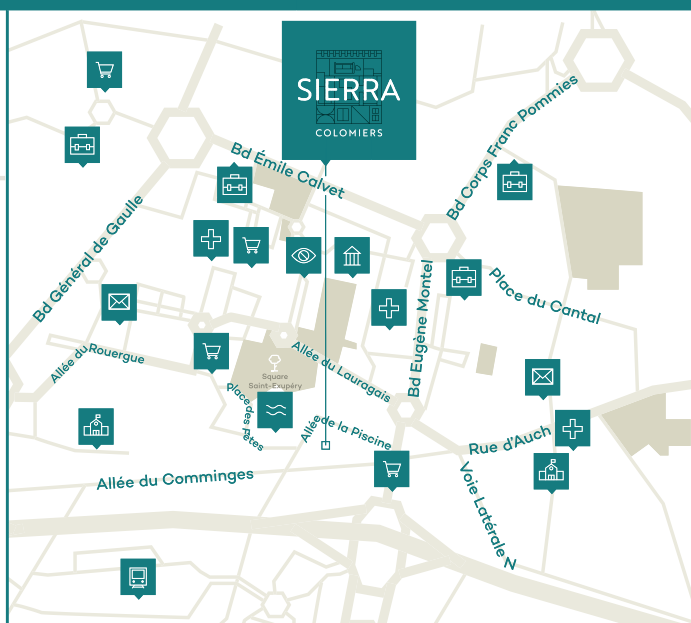 SIERRA
COLOMIERS
Bd Émile Calvet
Bd Corps Franc Pommies
Bd Général de Gaulle
Bd Eugène Montel
Place du Cantal
Allée du Rouergue
Allée du Lauragais
Square
Saint-Exupéry
Place des Fêtes
Allée de la Piscine
Rue d'Auch
Allée du Comminges
Voie Latérale N